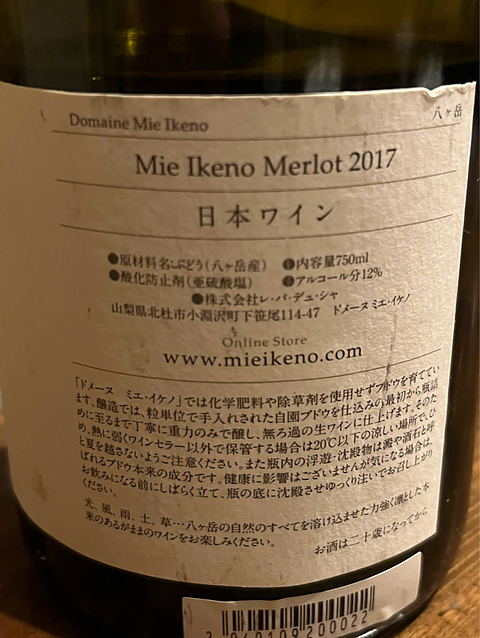 Domaine Mie Ikeno
八ヶ岳
Mie Ikeno Merlot 2017
日本ワイン
●原材料名:ぶどう(八ヶ岳産) ●内容量750ml
●酸化防止剤(亜硫酸塩) ●アルコール分12%
●株式会社レ・パ・デュ・シャ
山梨県北杜市小淵沢町下笹尾114-47 ドメーヌ ミエ・イケノ
Online Store
www.mieikeno.com
「ドメーヌ ミエ・イケノ」では化学肥料や除草剤を使用せずブドウを育ててい
ます。醸造では、粒単位で手入れされた自園ブドウを仕込みの最初から瓶詰
めに至るまで丁寧に重力のみで醸し、無ろ過の生ワインに仕上げます。そのた
め、熱に弱くワインセラー以外で保管する場合は20℃以下の涼しい場所で、ひ
と夏を越さないようご注意ください。また瓶内の浮遊・沈殿物は澱や酒石と呼
ばれるブドウ本来の成分です。健康に影響はございませんが気になる場合は、
お飲みになる前にしばらく立て、瓶の底に沈殿させゆっくり注いでお召し上がり
ください。
光、風、雨、土、草…八ヶ岳の自然のすべてを溶け込ませた力強く凛とした本
来のあるがままのワインをお楽しみください。
お酒は二十歳になってから
040109200022